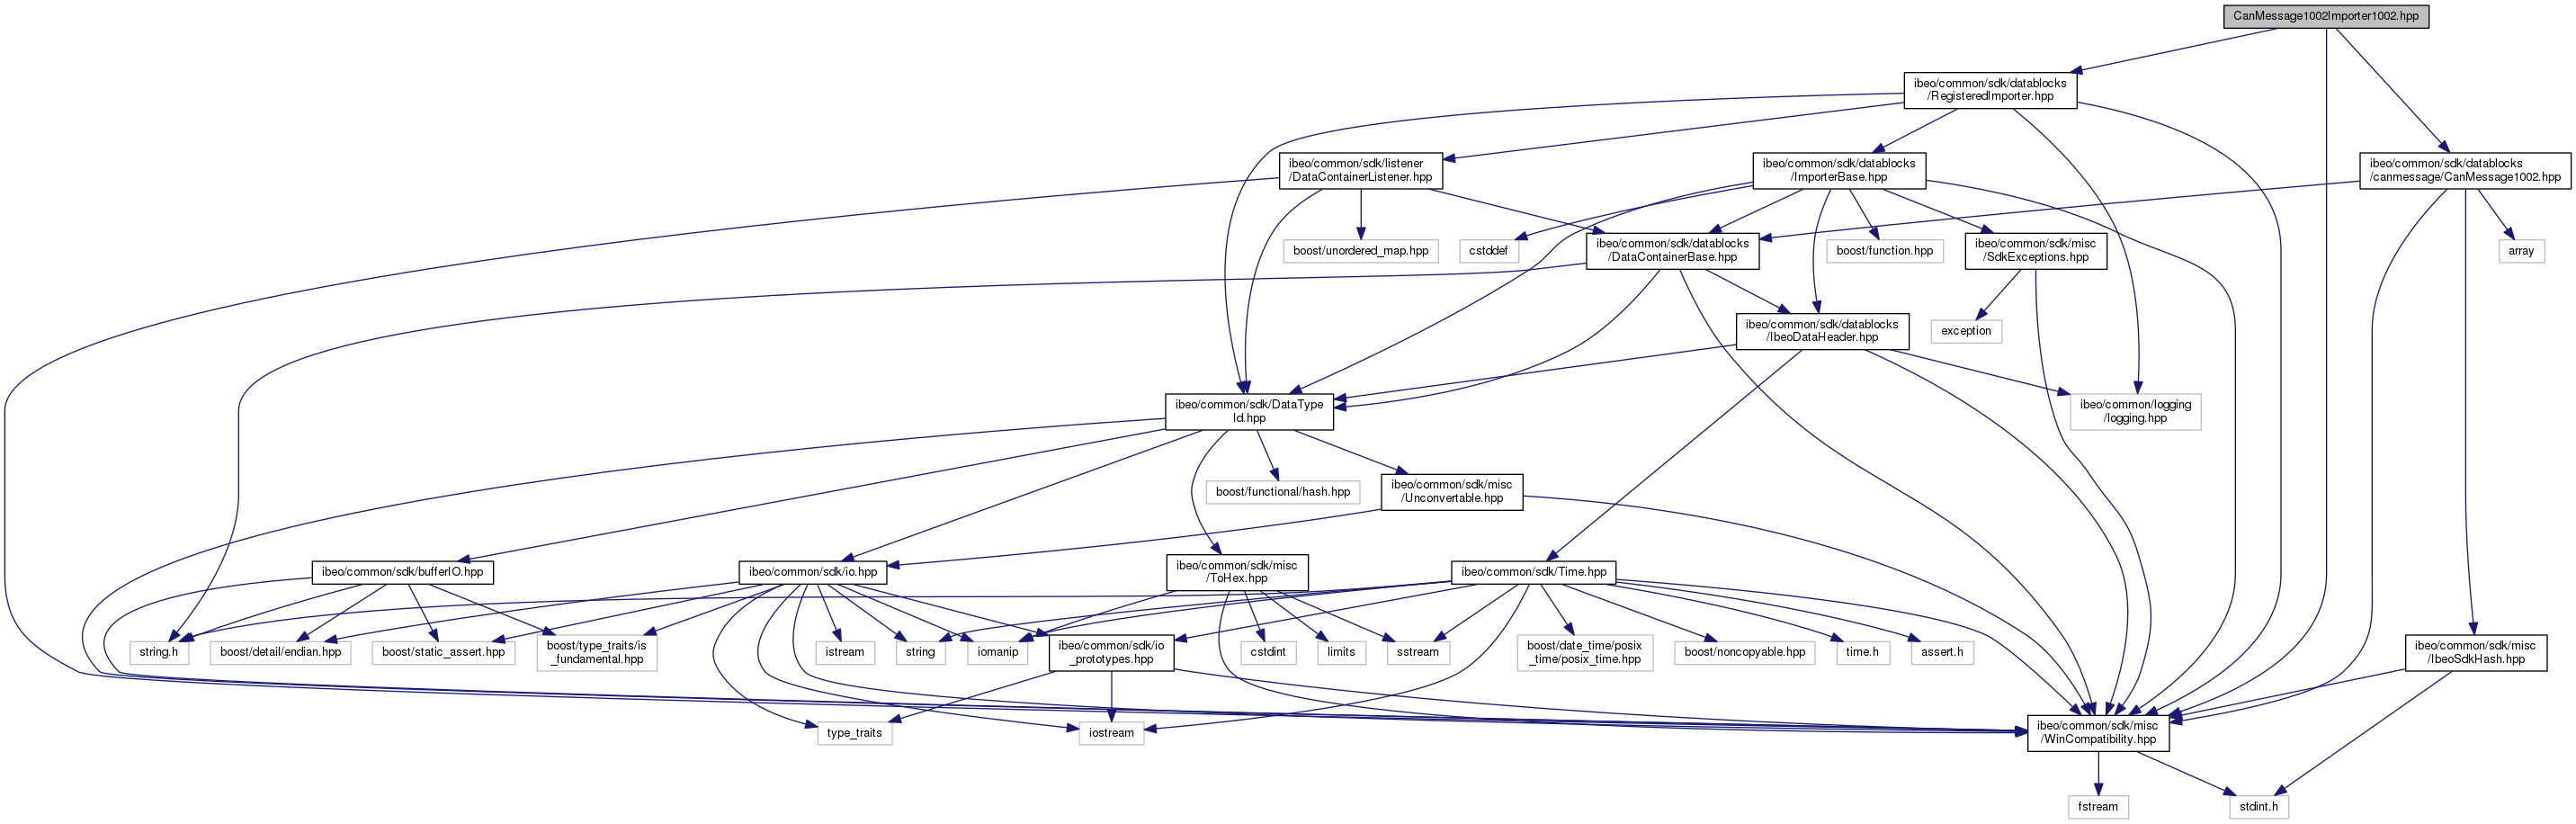 CanMessage1002Importer1002.hpp
ibeo/common/sdk/datablocks
/RegisteredImporter.hpp
ibeo/common/sdk/listener
/DataContainerListener.hpp
ibeo/common/sdk/datablocks
/ImporterBase.hpp
ibeo/common/sdk/datablocks
/canmessage/CanMessage1002.hpp
boost/unordered_map.hpp
cstddef
ibeo/common/sdk/datablocks
/DataContainerBase.hpp
boost/function.hpp
ibeo/common/sdk/misc
/SdkExceptions.hpp
array
ibeo/common/sdk/datablocks
/IbeoDataHeader.hpp
exception
ibeo/common/sdk/DataType
Id.hpp
ibeo/common/logging
/logging.hpp
boost/functional/hash.hpp
ibeo/common/sdk/misc
/Unconvertable.hpp
ibeo/common/sdk/bufferIO.hpp
ibeo/common/sdk/io.hpp
ibeo/common/sdk/misc
/ToHex.hpp
ibeo/common/sdk/Time.hpp
string.h
boost/detail/endian.hpp
boost/static_assert.hpp
boost/type_traits/is
_fundamental.hpp
istream
string
iomanip
ibeo/common/sdk/io
_prototypes.hpp
cstdint
limits
sstream
boost/date_time/posix
_time/posix_time.hpp
boost/noncopyable.hpp
time.h
assert.h
ibeo/common/sdk/misc
/IbeoSdkHash.hpp
type_traits
iostream
ibeo/common/sdk/misc
/WinCompatibility.hpp
fstream
stdint.h